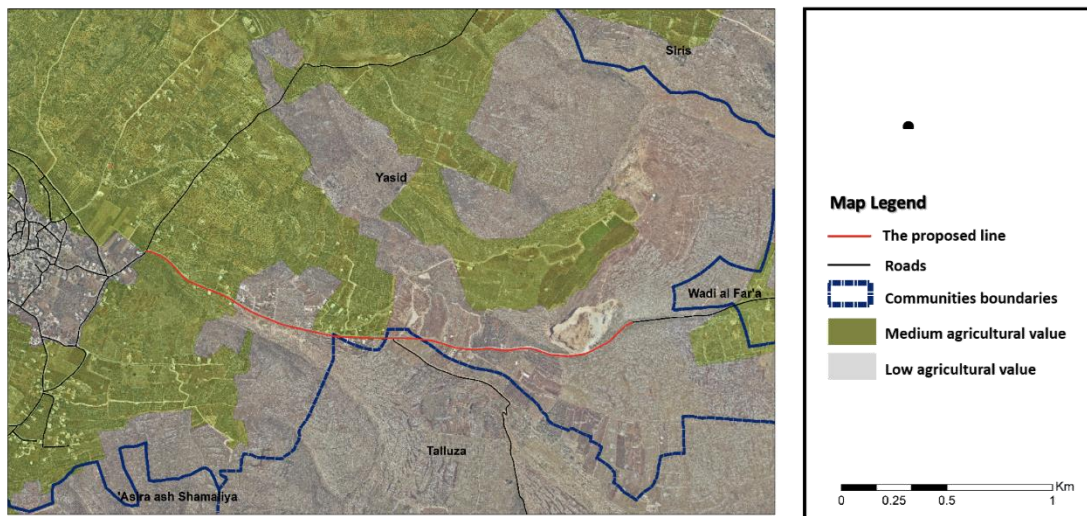 Siris
Yasid
Wadi al Far'a
Talluza
'Asira ash Shamaliya
Map Legend
The proposed line
Roads
Communities boundaries
Medium agricultural value
Low agricultural value
Km
0 0.25 0.5 1